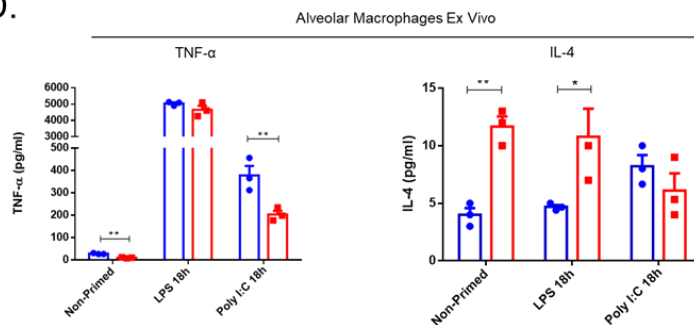 D.
Alveolar Macrophages Ex Vivo
TNF-α
IL-4
TNF-α (pg/ml)
6000
5000
4000
3000
500
400
300
200
100
0
**
**
Non-Primed
LPS 18h
Poly I:C 18h
IL-4 (pg/ml)
15
10
5
0
**
*
Non-Primed
LPS 18h
Poly I:C 18h